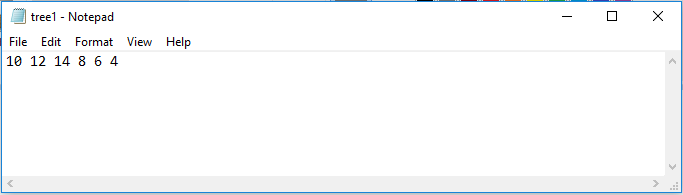 tree1 - Notepad
File Edit Format View Help
10 12 14 8 6 4